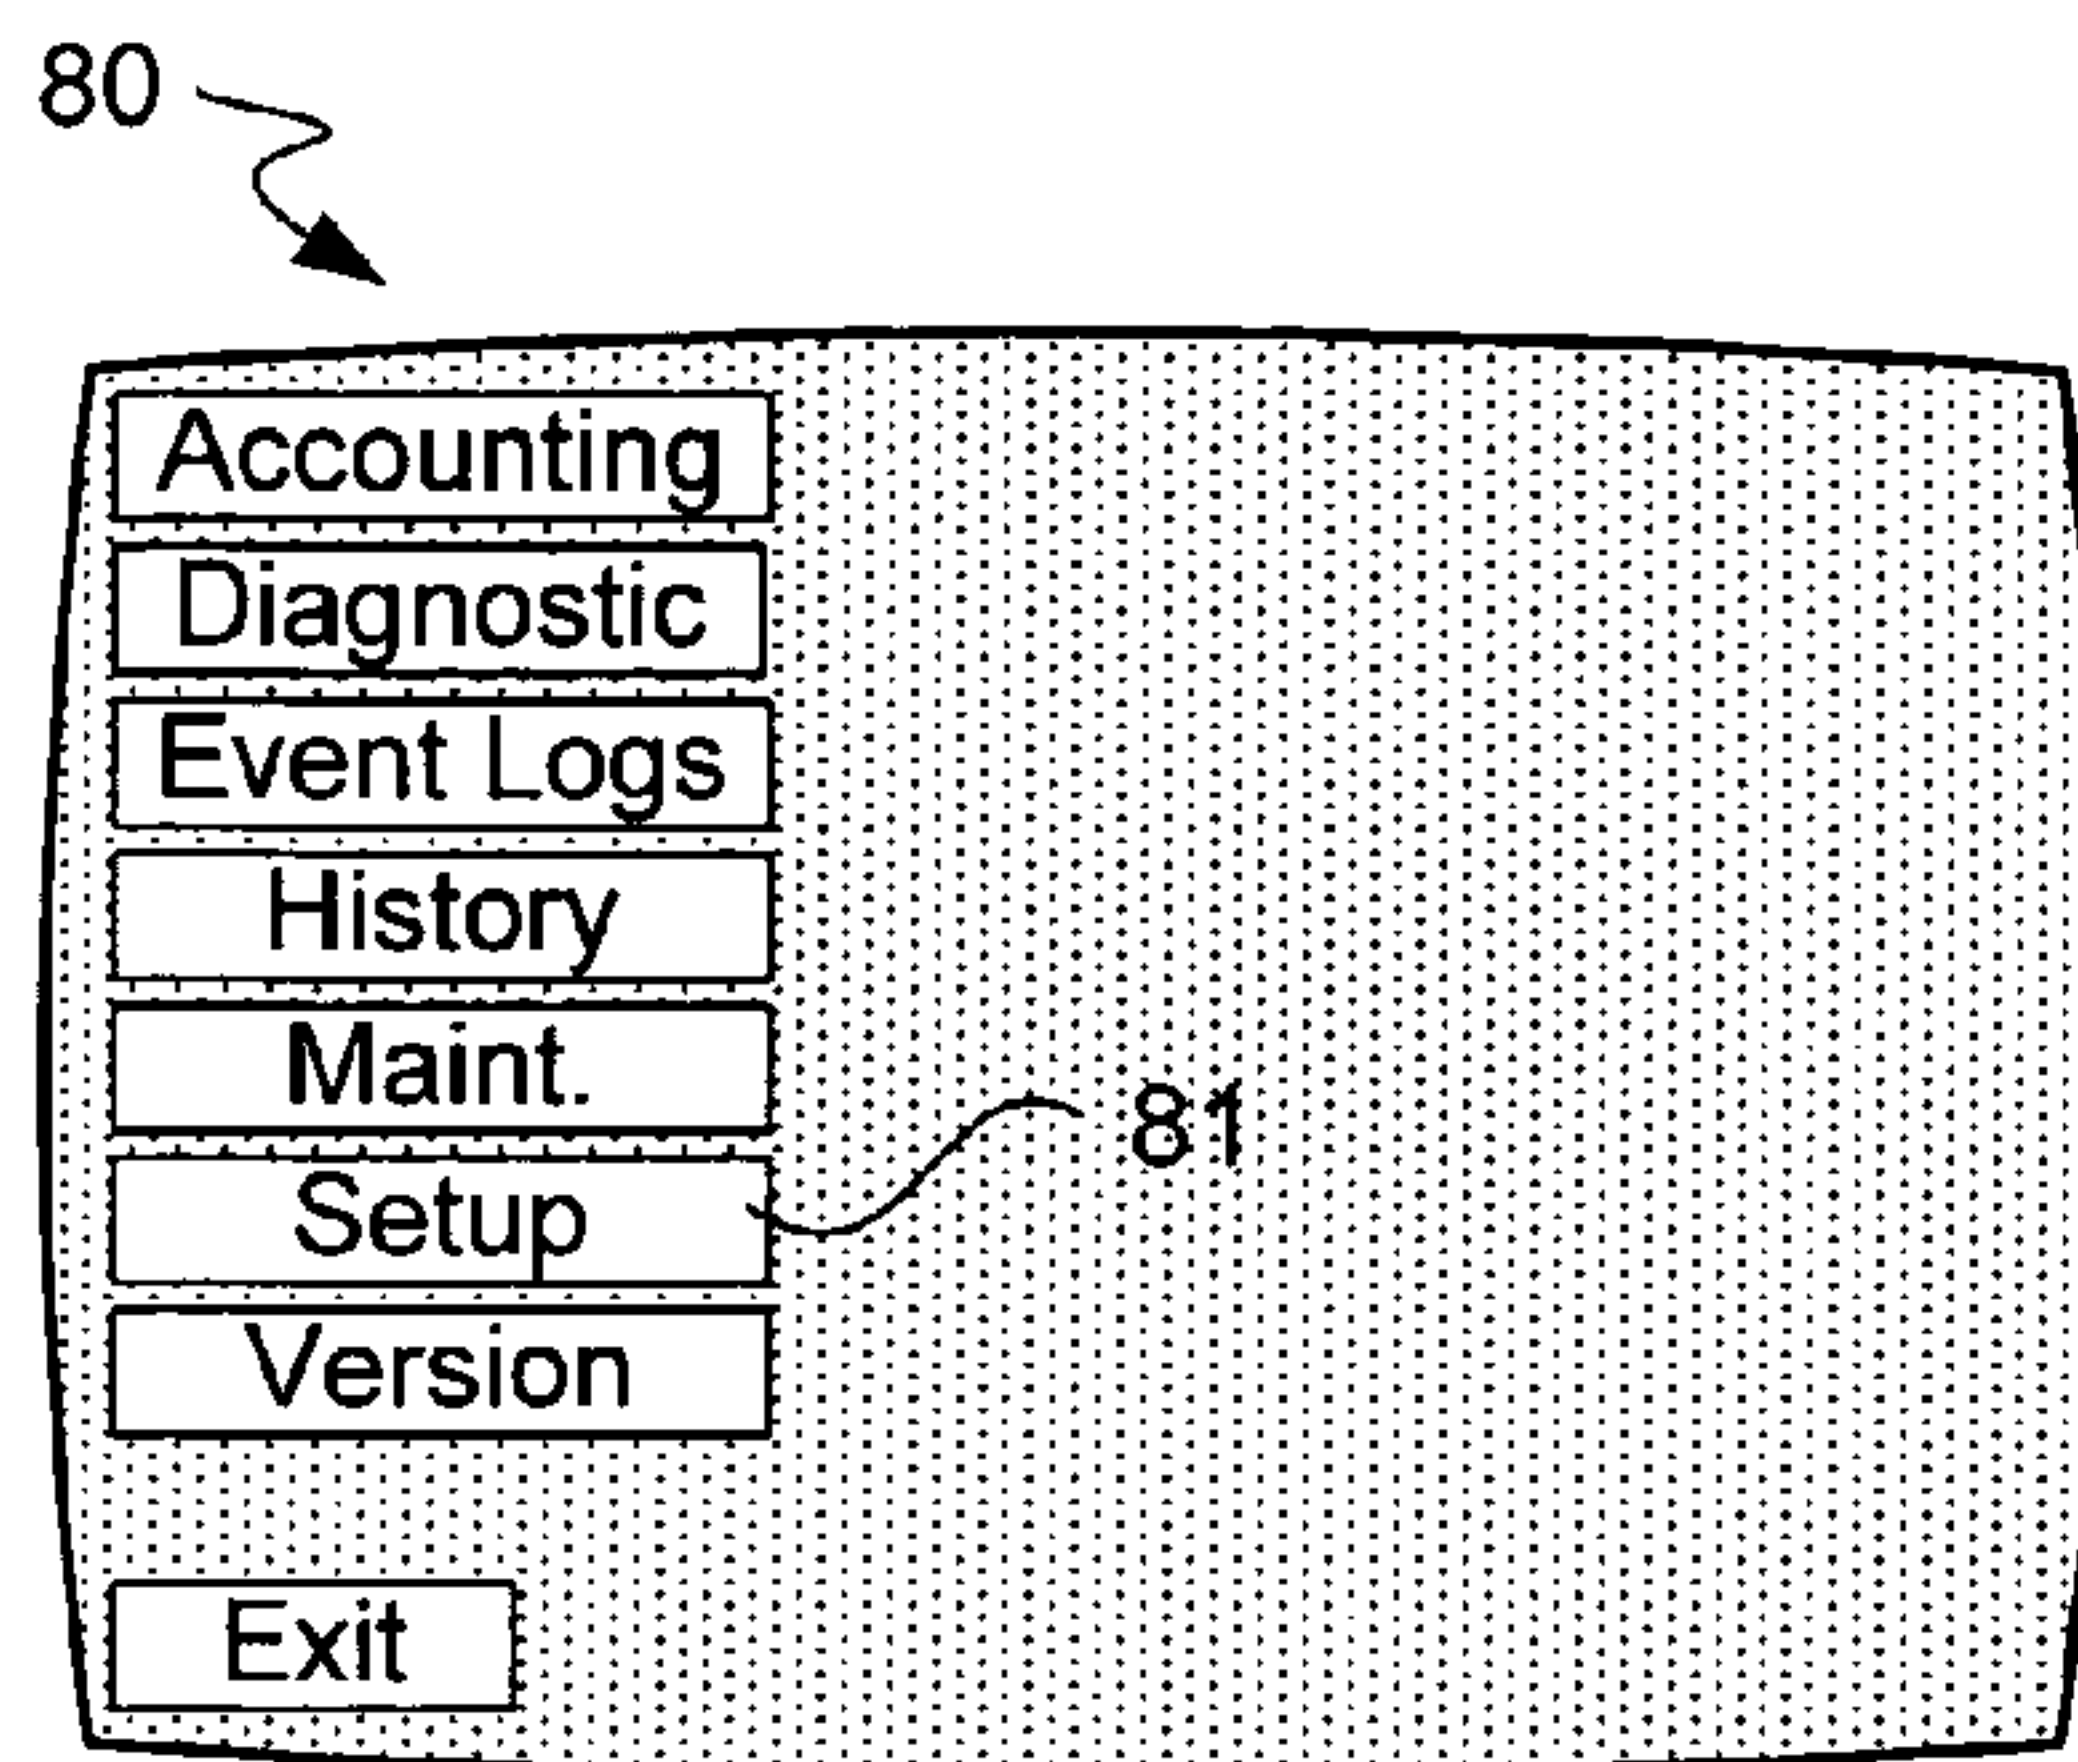 80
Accounting
Diagnostic
Event Logs
History
Maint.
81
Setup
Version
Exit